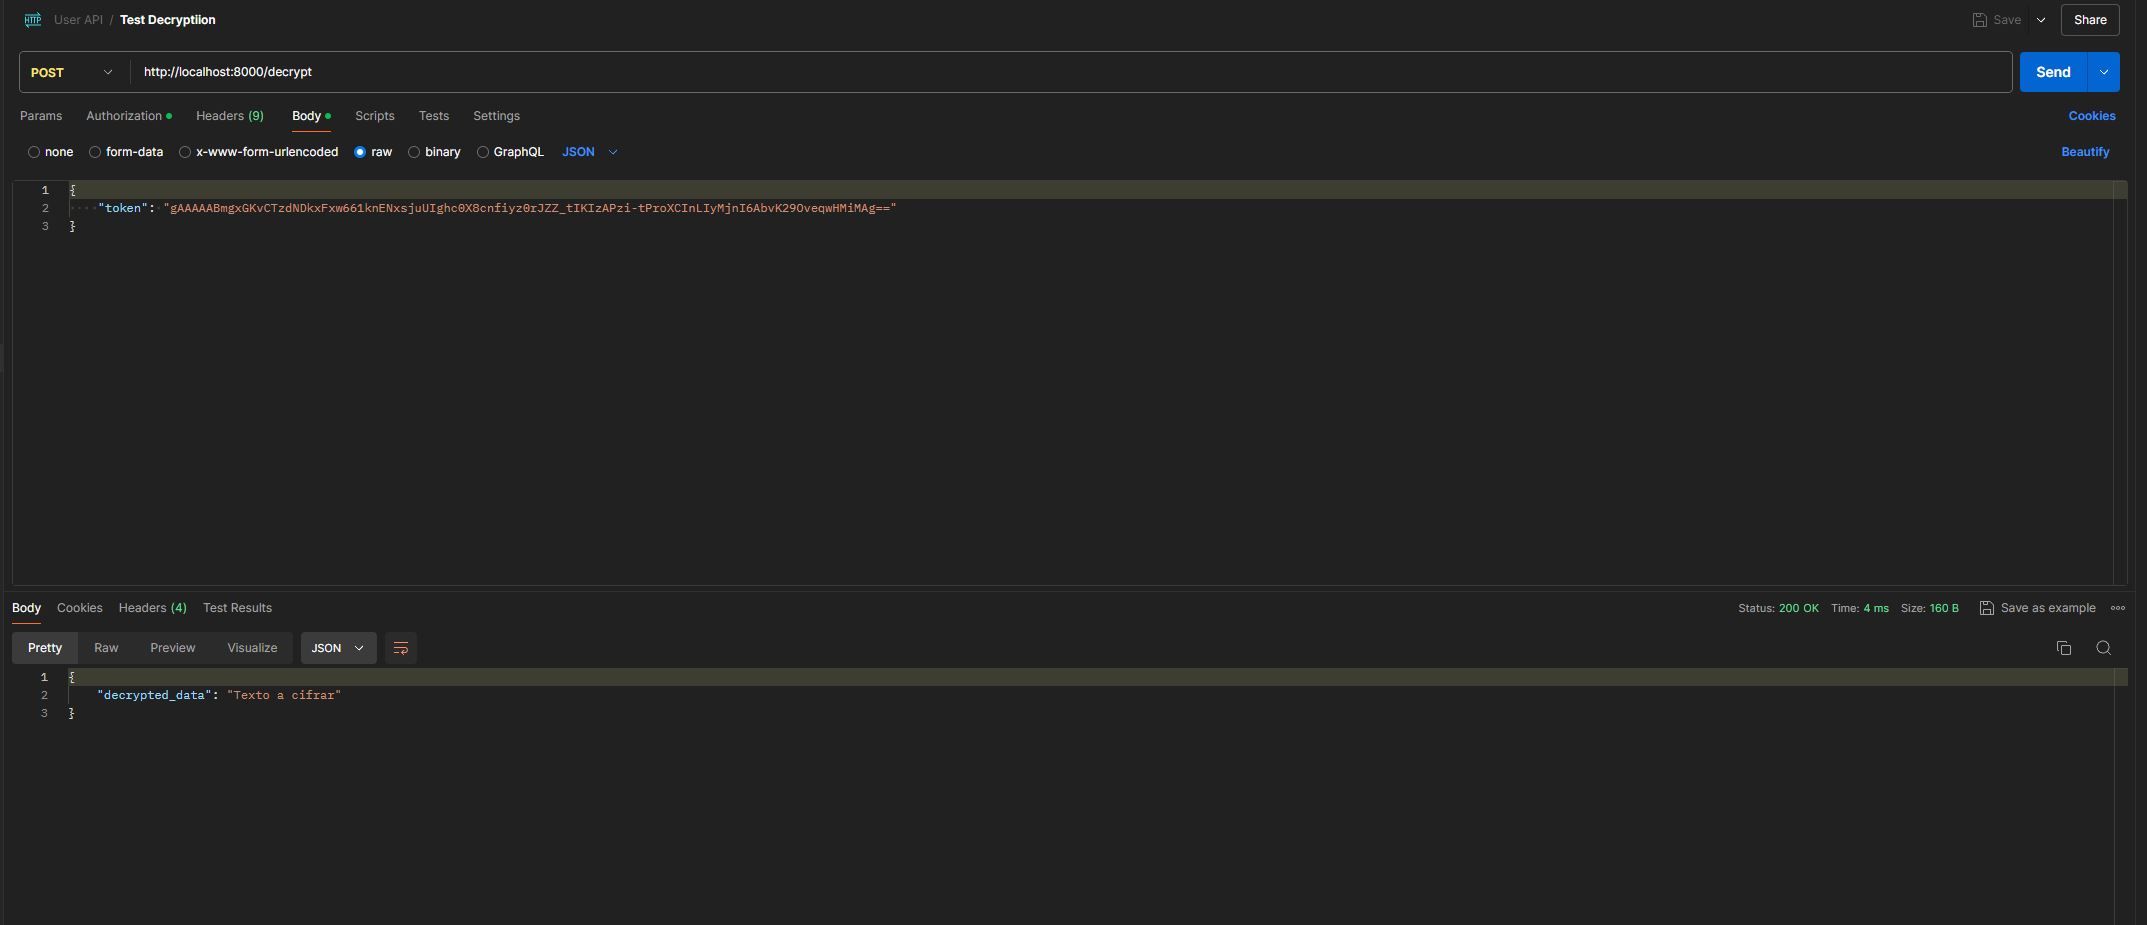 HTTP User API / Test Decryptiion Save Share
POST http://localhost:8000/decrypt Send
Params Authorization Headers (9) Body Scripts Tests Settings Cookies
none form-data x-www-form-urlencoded raw binary GraphQL JSON Beautify
1 {
2 "token": "gAAAAABmgxGKvCTzdNDkxFxw661knENxsjuUIghc0X8cnfiyz0rJZZ_tIKIzAPzi-tProXCInLIyMjnI6AbvK29OveqwHMiMAg=="
3 }
Body Cookies Headers (4) Test Results Status: 200 OK Time: 4 ms Size: 160 B Save as example
Pretty Raw Preview Visualize JSON
1 {
2 "decrypted_data": "Texto a cifrar"
3 }